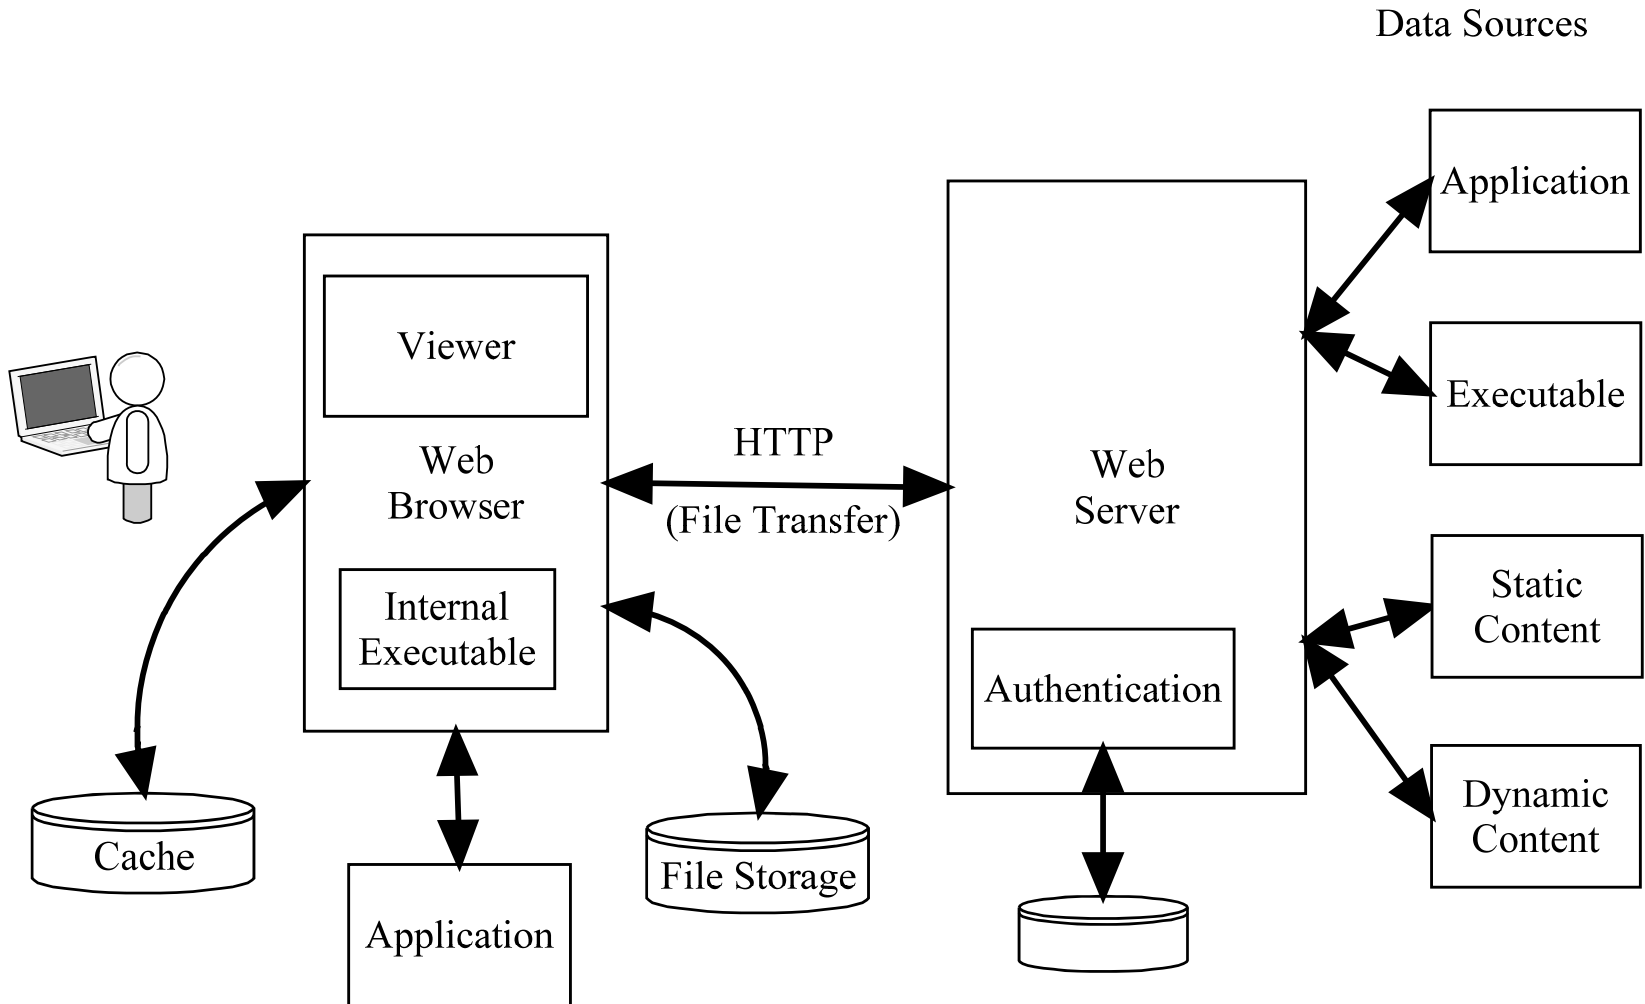 Data Sources
Application
Executable
Static
Content
Dynamic
Content
Viewer
Web
Browser
Internal
Executable
HTTP
(File Transfer)
Web
Server
Authentication
Cache
Application
File Storage